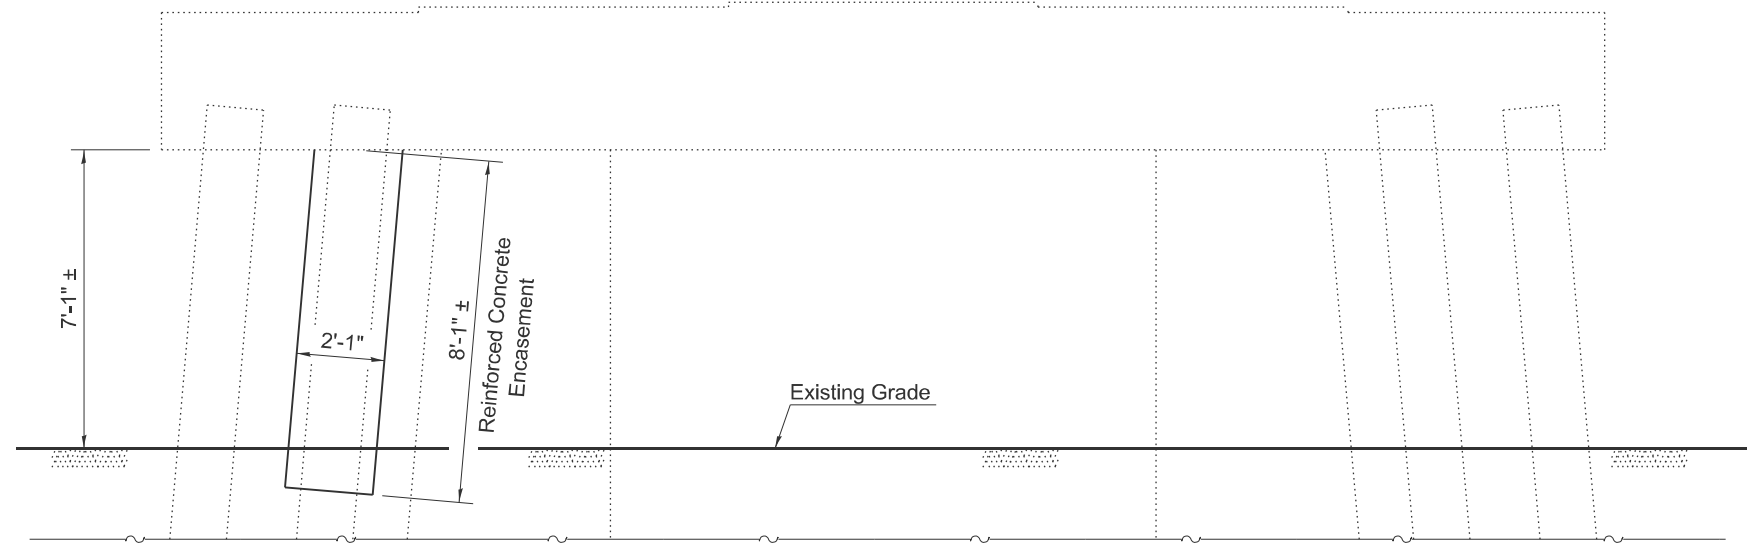 7'-1" ±
2'-1"
8'-1" ±
Reinforced Concrete
Encasement
Existing Grade